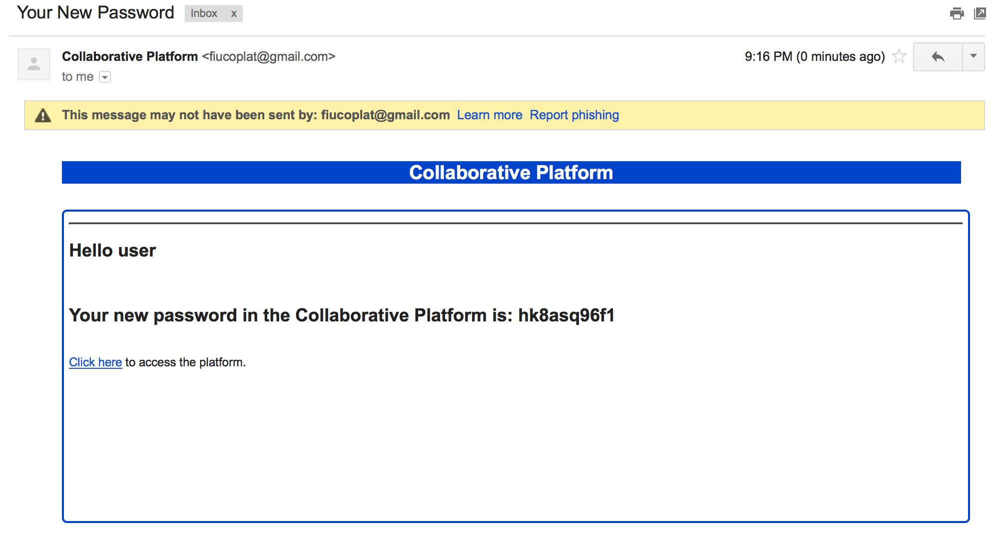 Your New Password Inbox x
Collaborative Platform <fiucoplat@gmail.com> 9:16 PM (0 minutes ago)
to me
This message may not have been sent by: fiucoplat@gmail.com Learn more Report phishing
Collaborative Platform
Hello user
Your new password in the Collaborative Platform is: hk8asq96f1
Click here to access the platform.